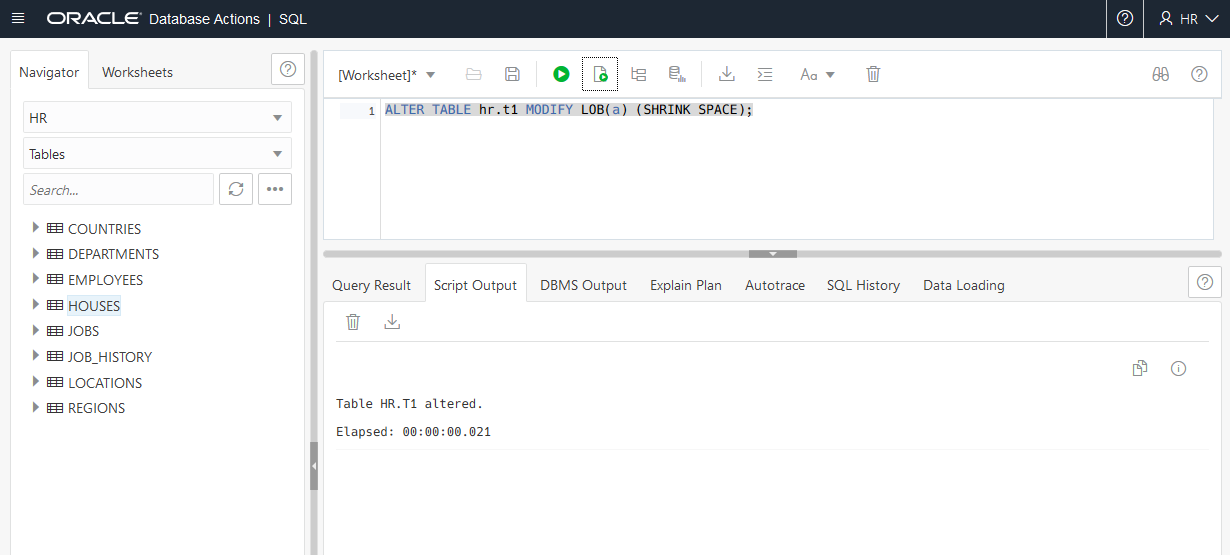 ORACLE Database Actions | SQL
HR
Navigator
Worksheets
HR
Tables
Search...
COUNTRIES
DEPARTMENTS
EMPLOYEES
HOUSES
JOBS
JOB_HISTORY
LOCATIONS
REGIONS
[Worksheet]*
Aa
1 ALTER TABLE hr.t1 MODIFY LOB(a) (SHRINK SPACE);
Query Result
Script Output
DBMS Output
Explain Plan
Autotrace
SQL History
Data Loading
Table HR.T1 altered.
Elapsed: 00:00:00.021